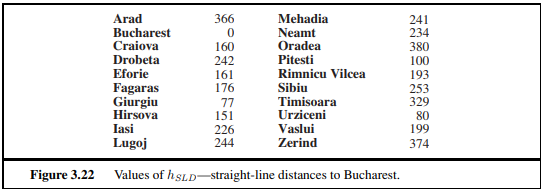 Arad 366 Mehadia 241
Bucharest 0 Neamt 234
Craiova 160 Oradea 380
Drobeta 242 Pitesti 100
Eforie 161 Rimnicu Vilcea 193
Fagaras 176 Sibiu 253
Giurgiu 77 Timisoara 329
Hirsova 151 Urziceni 80
Iasi 226 Vaslui 199
Lugoj 244 Zerind 374
Figure 3.22 Values of hSLD—straight-line distances to Bucharest.